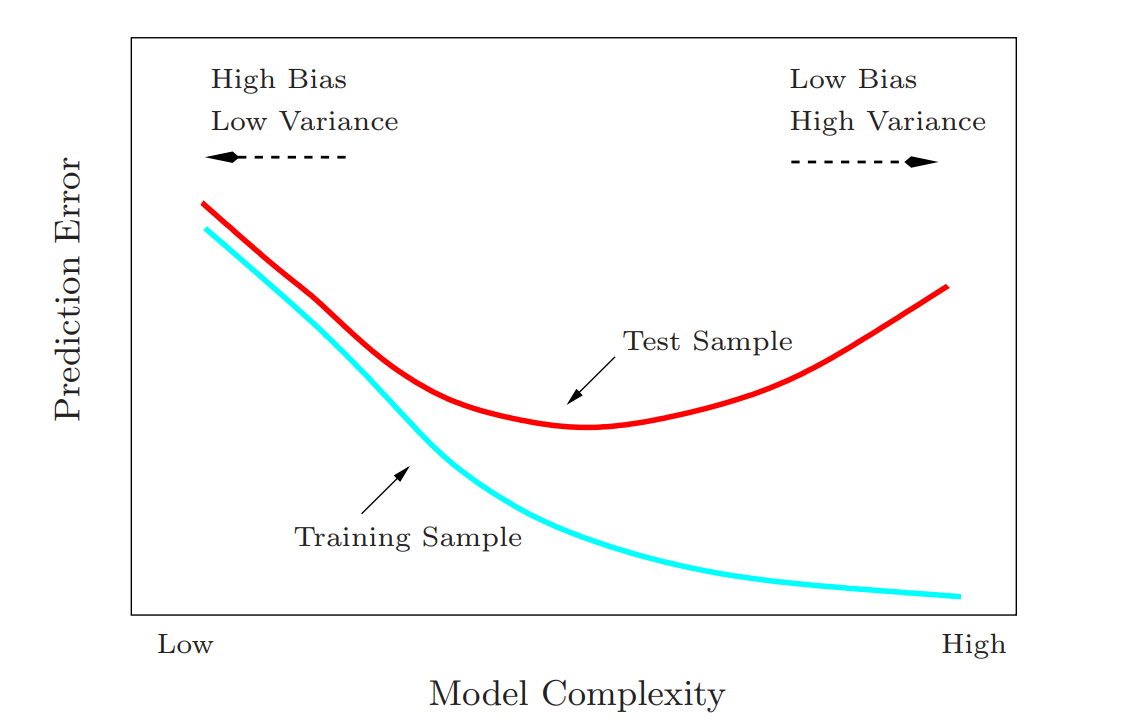 High Bias
Low Variance
Low Bias
High Variance
Prediction Error
Test Sample
Training Sample
Low
High
Model Complexity